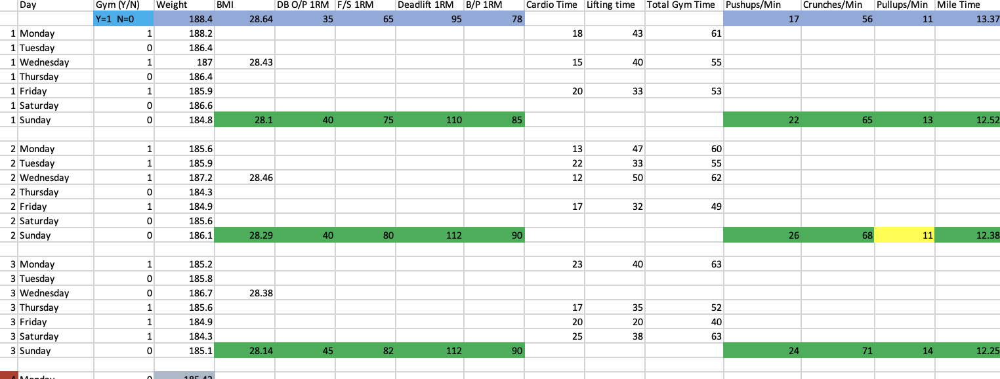 Day Gym (Y/N) Weight BMI DB O/P 1RM F/S 1RM Deadlift 1RM B/P 1RM Cardio Time Lifting time Total Gym Time Pushups/Min Crunches/Min Pullups/Min Mile Time
Y=1 N=0 188.4 28.64 35 65 95 78 17 56 11 13.37
1 Monday 1 188.2 18 43 61
1 Tuesday 0 186.4
1 Wednesday 1 187 28.43 15 40 55
1 Thursday 0 186.4
1 Friday 1 185.9 20 33 53
1 Saturday 0 186.6
1 Sunday 0 184.8 28.1 40 75 110 85 22 65 13 12.52
2 Monday 1 185.6 13 47 60
2 Tuesday 1 185.9 22 33 55
2 Wednesday 1 187.2 28.46 12 50 62
2 Thursday 0 184.3
2 Friday 1 184.9 17 32 49
2 Saturday 0 185.6
2 Sunday 0 186.1 28.29 40 80 112 90 26 68 11 12.38
3 Monday 1 185.2 23 40 63
3 Tuesday 0 185.8
3 Wednesday 0 186.7 28.38
3 Thursday 1 185.6 17 35 52
3 Friday 1 184.9 20 20 40
3 Saturday 1 184.3 25 38 63
3 Sunday 0 185.1 28.14 45 82 112 90 24 71 14 12.25
4 Monday 0 185.42